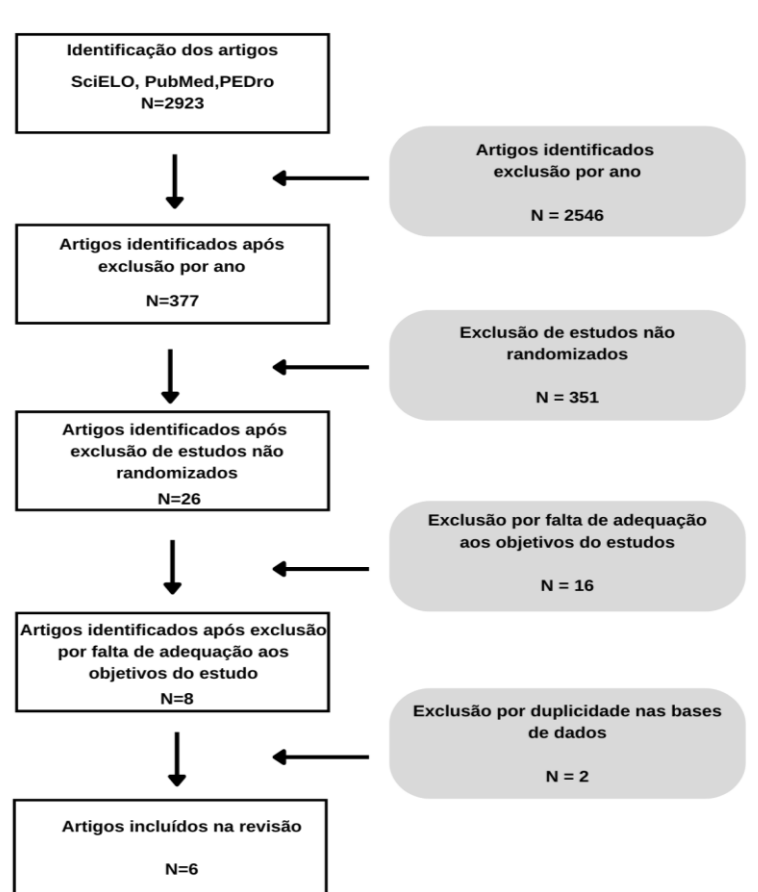 Identificação dos artigos
SciELO, PubMed,PEDro
N=2923
Artigos identificados
exclusão por ano
N = 2546
Artigos identificados após
exclusão por ano
N=377
Exclusão de estudos não
randomizados
N = 351
Artigos identificados após
exclusão de estudos não
randomizados
N=26
Exclusão por falta de adequação
aos objetivos do estudos
N = 16
Artigos identificados após exclusão
por falta de adequação aos
objetivos do estudo
N=8
Exclusão por duplicidade nas bases
de dados
N = 2
Artigos incluídos na revisão
N=6